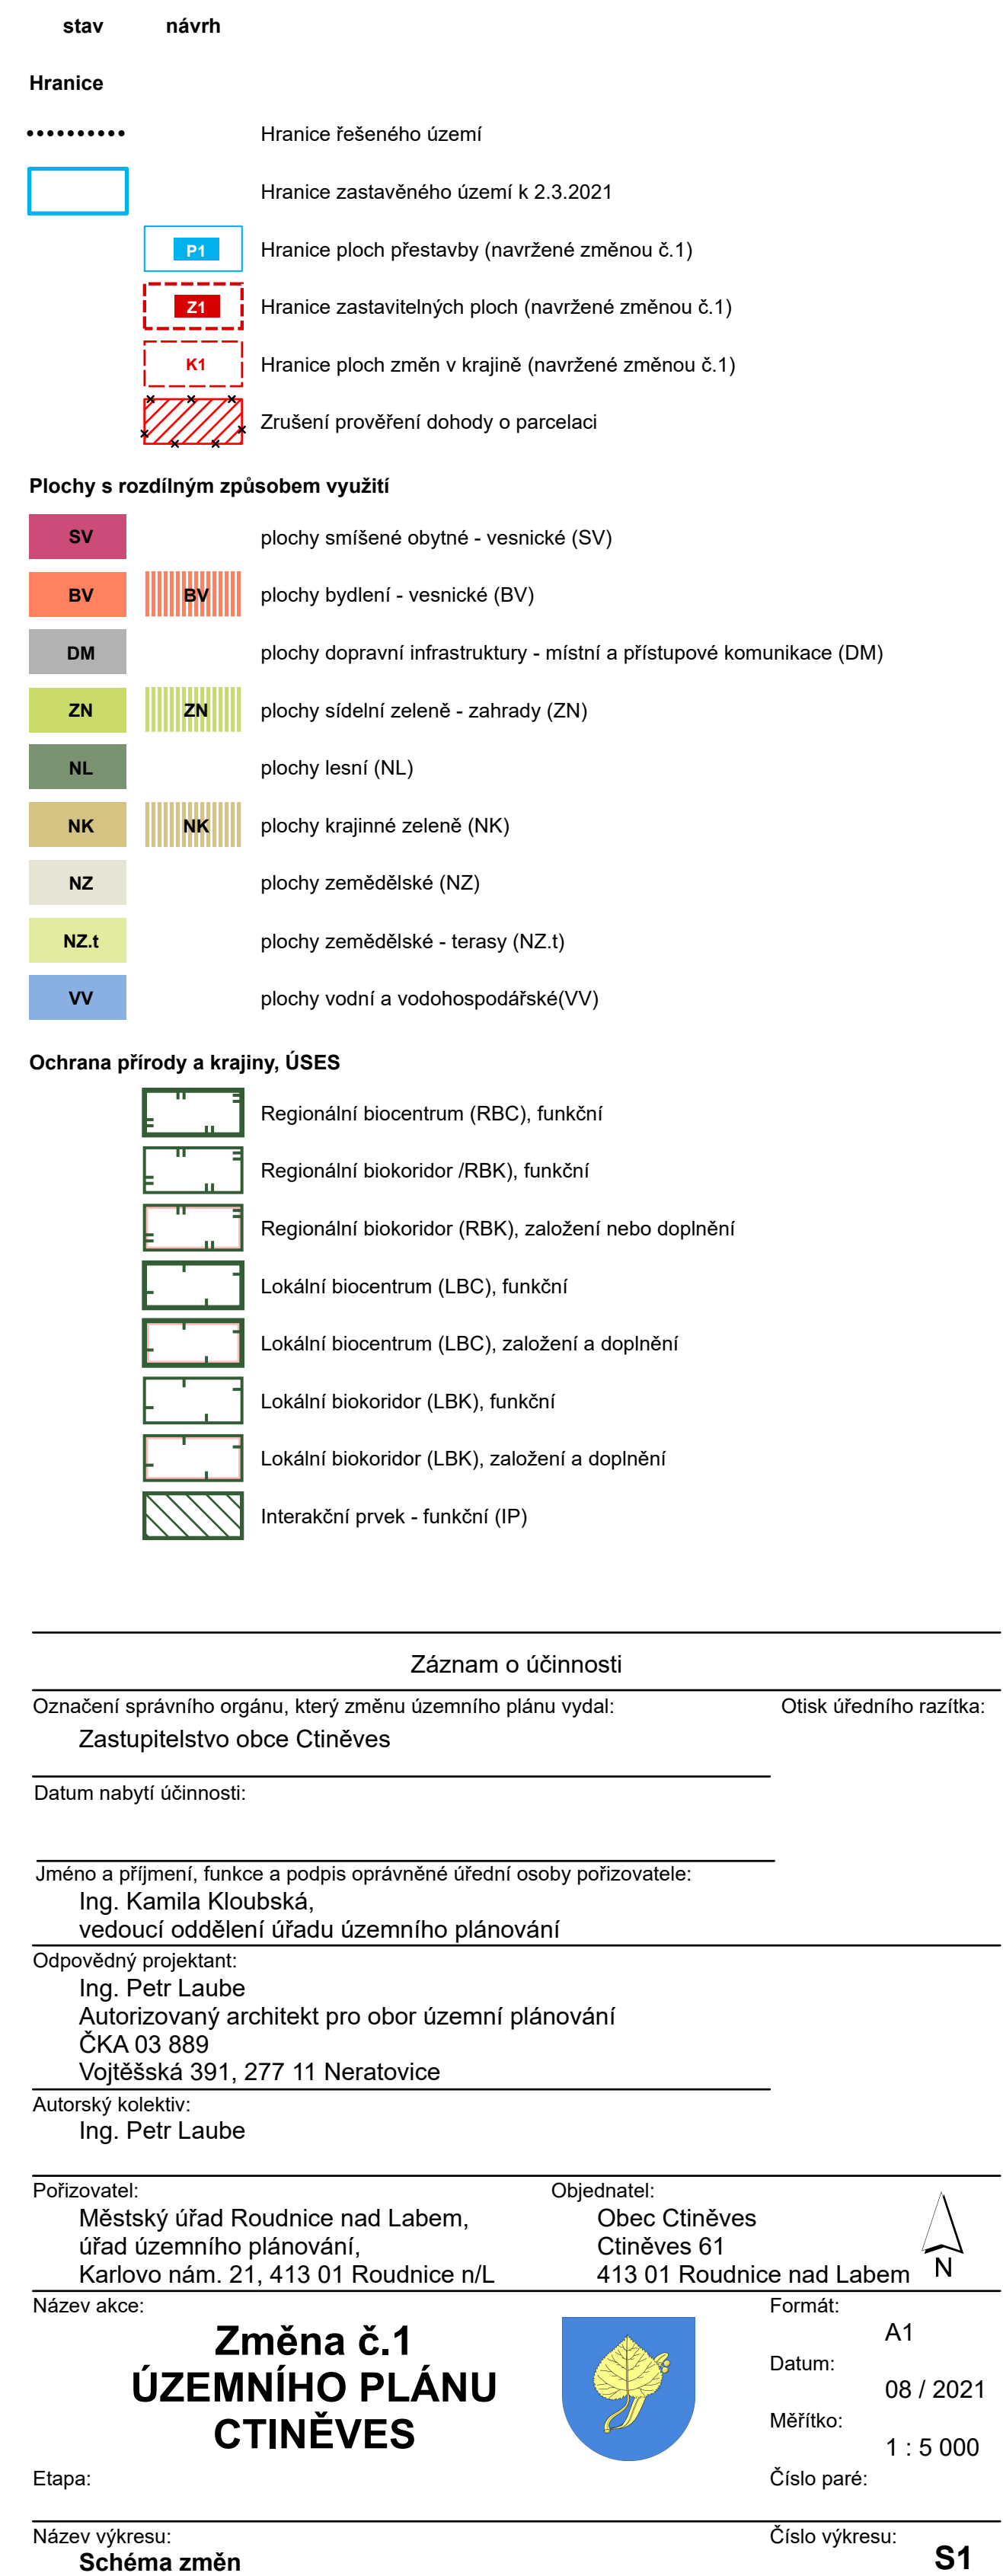 stav návrh
Hranice
Hranice řešeného území
Hranice zastavěného území k 2.3.2021
P1 Hranice ploch přestavby (navržené změnou č.1)
Z1 Hranice zastavitelných ploch (navržené změnou č.1)
K1 Hranice ploch změn v krajině (navržené změnou č.1)
Zrušení prověření dohody o parcelaci
Plochy s rozdílným způsobem využití
SV plochy smíšené obytné - vesnické (SV)
BV BV plochy bydlení - vesnické (BV)
DM plochy dopravní infrastruktury - místní a přístupové komunikace (DM)
ZN ZN plochy sídelní zeleně - zahrady (ZN)
NL plochy lesní (NL)
NK NK plochy krajinné zeleně (NK)
NZ plochy zemědělské (NZ)
NZ.t plochy zemědělské - terasy (NZ.t)
VV plochy vodní a vodohospodářské(VV)
Ochrana přírody a krajiny, ÚSES
Regionální biocentrum (RBC), funkční
Regionální biokoridor /RBK), funkční
Regionální biokoridor (RBK), založení nebo doplnění
Lokální biocentrum (LBC), funkční
Lokální biocentrum (LBC), založení a doplnění
Lokální biokoridor (LBK), funkční
Lokální biokoridor (LBK), založení a doplnění
Interakční prvek - funkční (IP)
Záznam o účinnosti
Označení správního orgánu, který změnu územního plánu vydal: Otisk úředního razítka:
Zastupitelstvo obce Ctiněves
Datum nabytí účinnosti:
Jméno a příjmení, funkce a podpis oprávněné úřední osoby pořizovatele:
Ing. Kamila Kloubská,
vedoucí oddělení úřadu územního plánování
Odpovědný projektant:
Ing. Petr Laube
Autorizovaný architekt pro obor územní plánování
ČKA 03 889
Vojtěšská 391, 277 11 Neratovice
Autorský kolektiv:
Ing. Petr Laube
Pořizovatel: Objednatel:
Městský úřad Roudnice nad Labem, Obec Ctiněves
úřad územního plánování, Ctiněves 61
Karlovo nám. 21, 413 01 Roudnice n/L 413 01 Roudnice nad Labem N
Název akce: Formát:
Změna č.1 A1
Datum:
ÚZEMNÍHO PLÁNU 08 / 2021
Měřítko:
CTINĚVES 1 : 5 000
Etapa: Číslo paré:
Název výkresu: Číslo výkresu:
Schéma změn S1